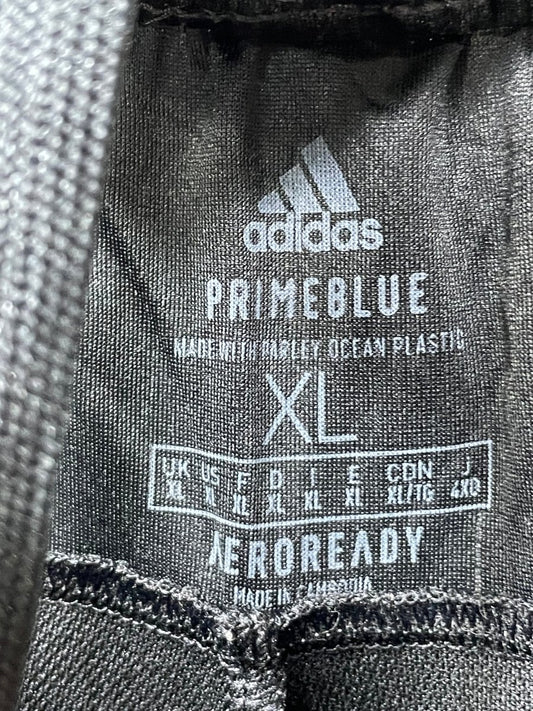 adidas
PRIMEBLUE
MADE WITH PARLEY OCEAN PLASTIC
XL
UK US F D I E CDN J
XL XL XL XL XL XL XL/TG 4XO
AEROREADY
MADE IN